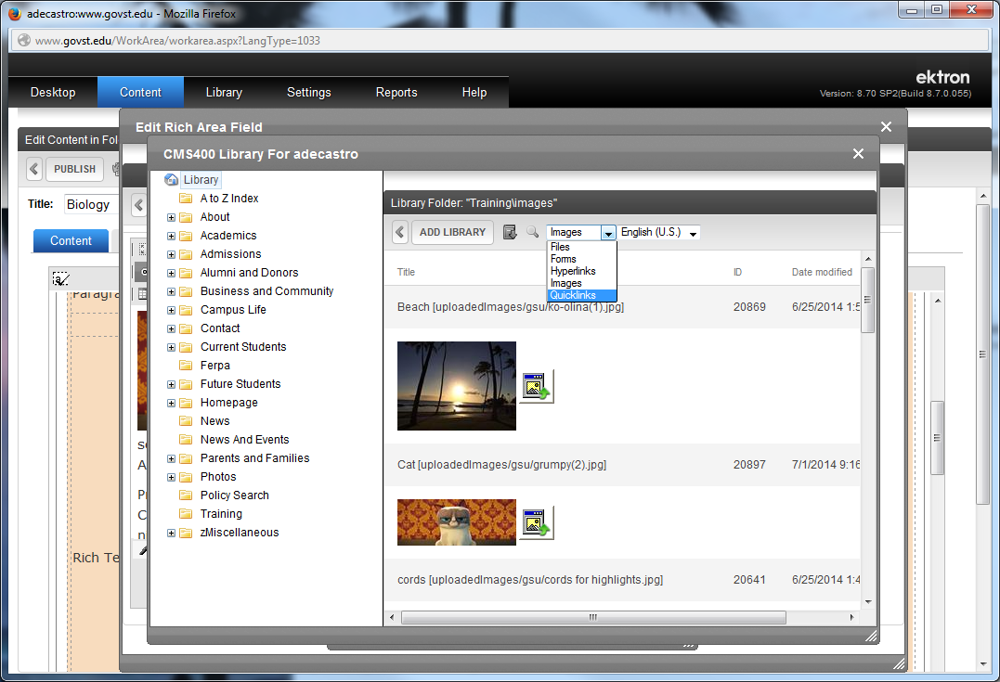 adecastro:www.govst.edu - Mozilla Firefox
www.govst.edu/WorkArea/workarea.aspx?LangType=1033
Desktop Content Library Settings Reports Help
ektron
Version: 8.70 SP2(Build 8.7.0.055)
Edit Content in Fol
PUBLISH
Title: Biology
Content
Paragra
Rich Te
Edit Rich Area Field
CMS400 Library For adecastro
Library
A to Z Index
About
Academics
Admissions
Alumni and Donors
Business and Community
Campus Life
Contact
Current Students
Ferpa
Future Students
Homepage
News
News And Events
Parents and Families
Photos
Policy Search
Training
zMiscellaneous
Library Folder: "Training\images"
ADD LIBRARY Images English (U.S.)
Files
Forms
Hyperlinks
Images
Quicklinks
Title ID Date modified
Beach [uploadedImages/gsu/ko-olina(1).jpg] 20869 6/25/2014 1:5
Cat [uploadedImages/gsu/grumpy(2).jpg] 20897 7/1/2014 9:16
cords [uploadedImages/gsu/cords for highlights.jpg] 20641 6/25/2014 1:4